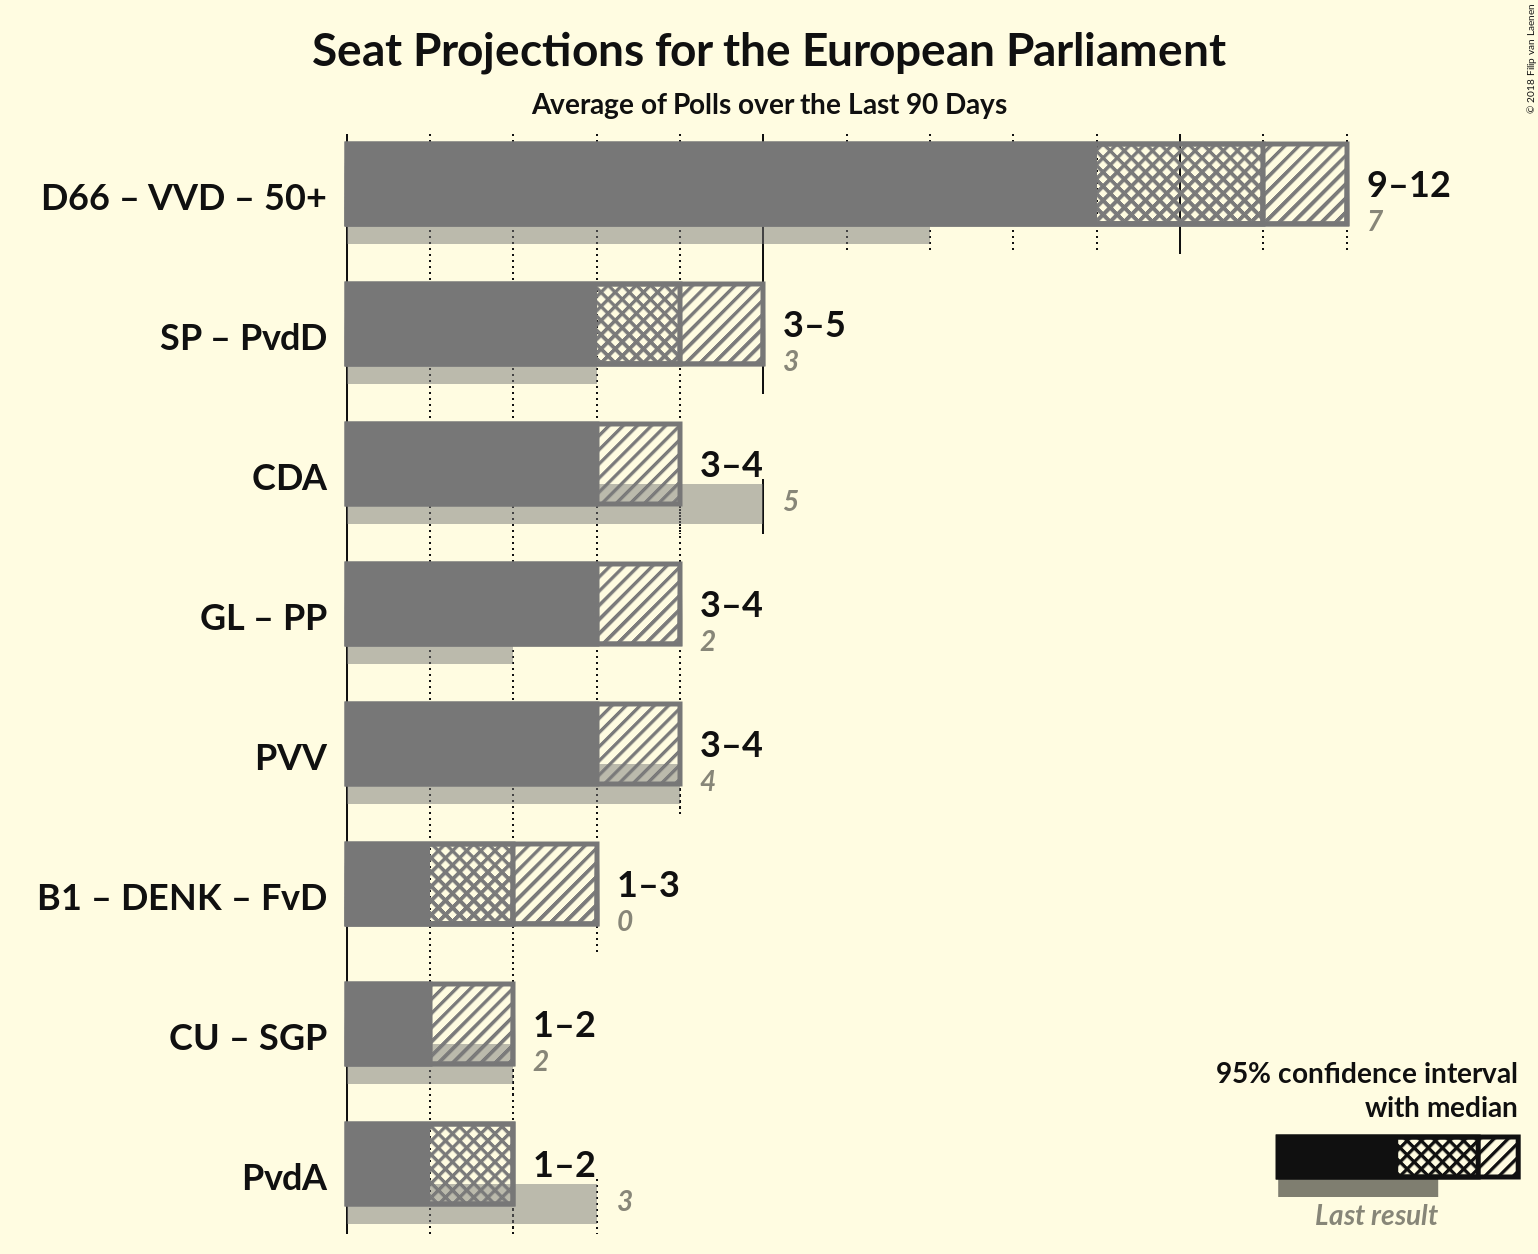 Seat Projections for the European Parliament
Average of Polls over the Last 90 Days
© 2018 Filip van Laenen
D66 – VVD – 50+
9–12
7
SP – PvdD
3–5
3
CDA
3–4
5
GL – PP
3–4
2
PVV
3–4
4
B1 – DENK – FvD
1–3
0
CU – SGP
1–2
2
PvdA
1–2
3
95% confidence interval
with median
Last result